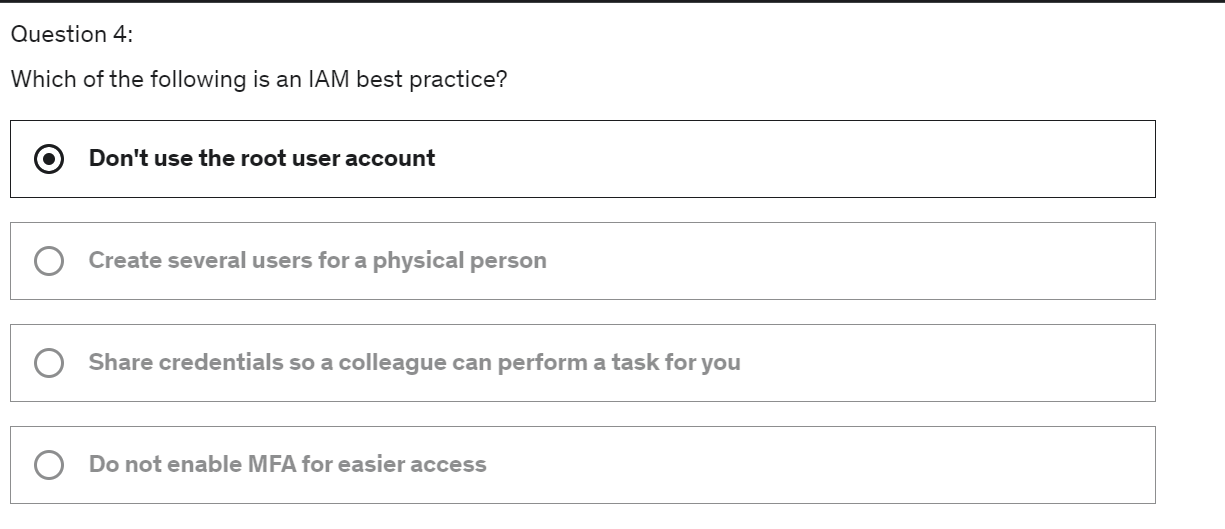 Question 4:
Which of the following is an IAM best practice?
Don't use the root user account
Create several users for a physical person
Share credentials so a colleague can perform a task for you
Do not enable MFA for easier access